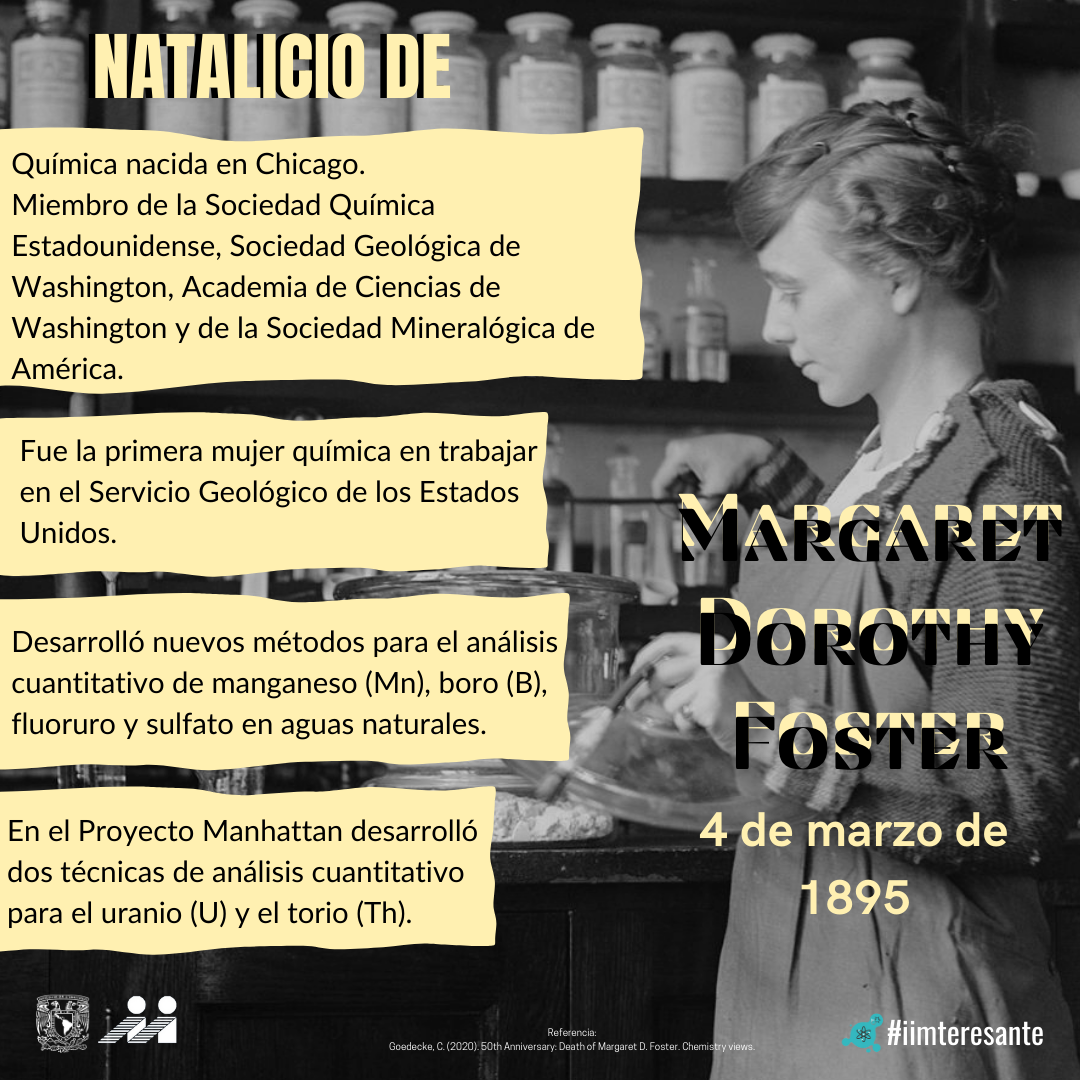 NATALICIO DE
Química nacida en Chicago.
Miembro de la Sociedad Química
Estadounidense, Sociedad Geológica de
Washington, Academia de Ciencias de
Washington y de la Sociedad Mineralógica de
América.
Fue la primera mujer química en trabajar
en el Servicio Geológico de los Estados
Unidos.
Desarrolló nuevos métodos para el análisis
cuantitativo de manganeso (Mn), boro (B),
fluoruro y sulfato en aguas naturales.
En el Proyecto Manhattan desarrolló
dos técnicas de análisis cuantitativo
para el uranio (U) y el torio (Th).
MARGARET
DOROTHY
FOSTER
4 de marzo de
1895
Referencia:
Goedecke, C. (2020). 50th Anniversary: Death of Margaret D. Foster. Chemistry views.
#iimteresante